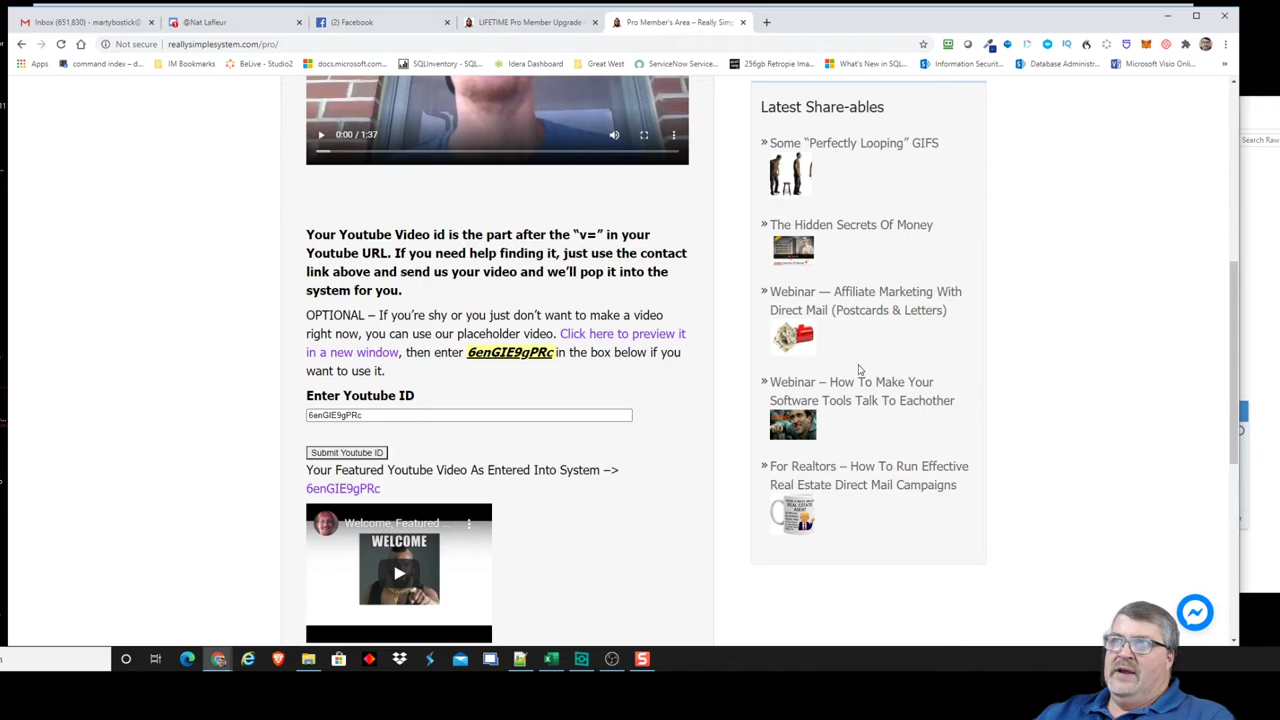 Inbox (651,830) - martybostick@
@Nat Lafleur
(2) Facebook
LIFETIME Pro Member Upgrade -
Pro Member's Area – Really Simp
Not secure
reallysimplesystem.com/pro/
Apps
command index – d...
IM Bookmarks
BeLive - Studio2
docs.microsoft.com...
SQLInventory - SQL...
Idera Dashboard
Great West
ServiceNow Service...
256gb Retropie Ima...
What's New in SQL...
Information Securit...
Database Administr...
Microsoft Visio Onl...
Search Raw
0:00 / 1:37
Your Youtube Video id is the part after the “v=” in your
Youtube URL. If you need help finding it, just use the contact
link above and send us your video and we’ll pop it into the
system for you.
OPTIONAL – If you’re shy or you just don’t want to make a video
right now, you can use our placeholder video. Click here to preview it
in a new window, then enter 6enGIE9gPRc in the box below if you
want to use it.
Enter Youtube ID
6enGIE9gPRc
Submit Youtube ID
Your Featured Youtube Video As Entered Into System –>
6enGIE9gPRc
Welcome, Featured ...
WELCOME
Latest Share-ables
» Some “Perfectly Looping” GIFS
» The Hidden Secrets Of Money
» Webinar — Affiliate Marketing With
Direct Mail (Postcards & Letters)
» Webinar – How To Make Your
Software Tools Talk To Eachother
» For Realtors – How To Run Effective
Real Estate Direct Mail Campaigns